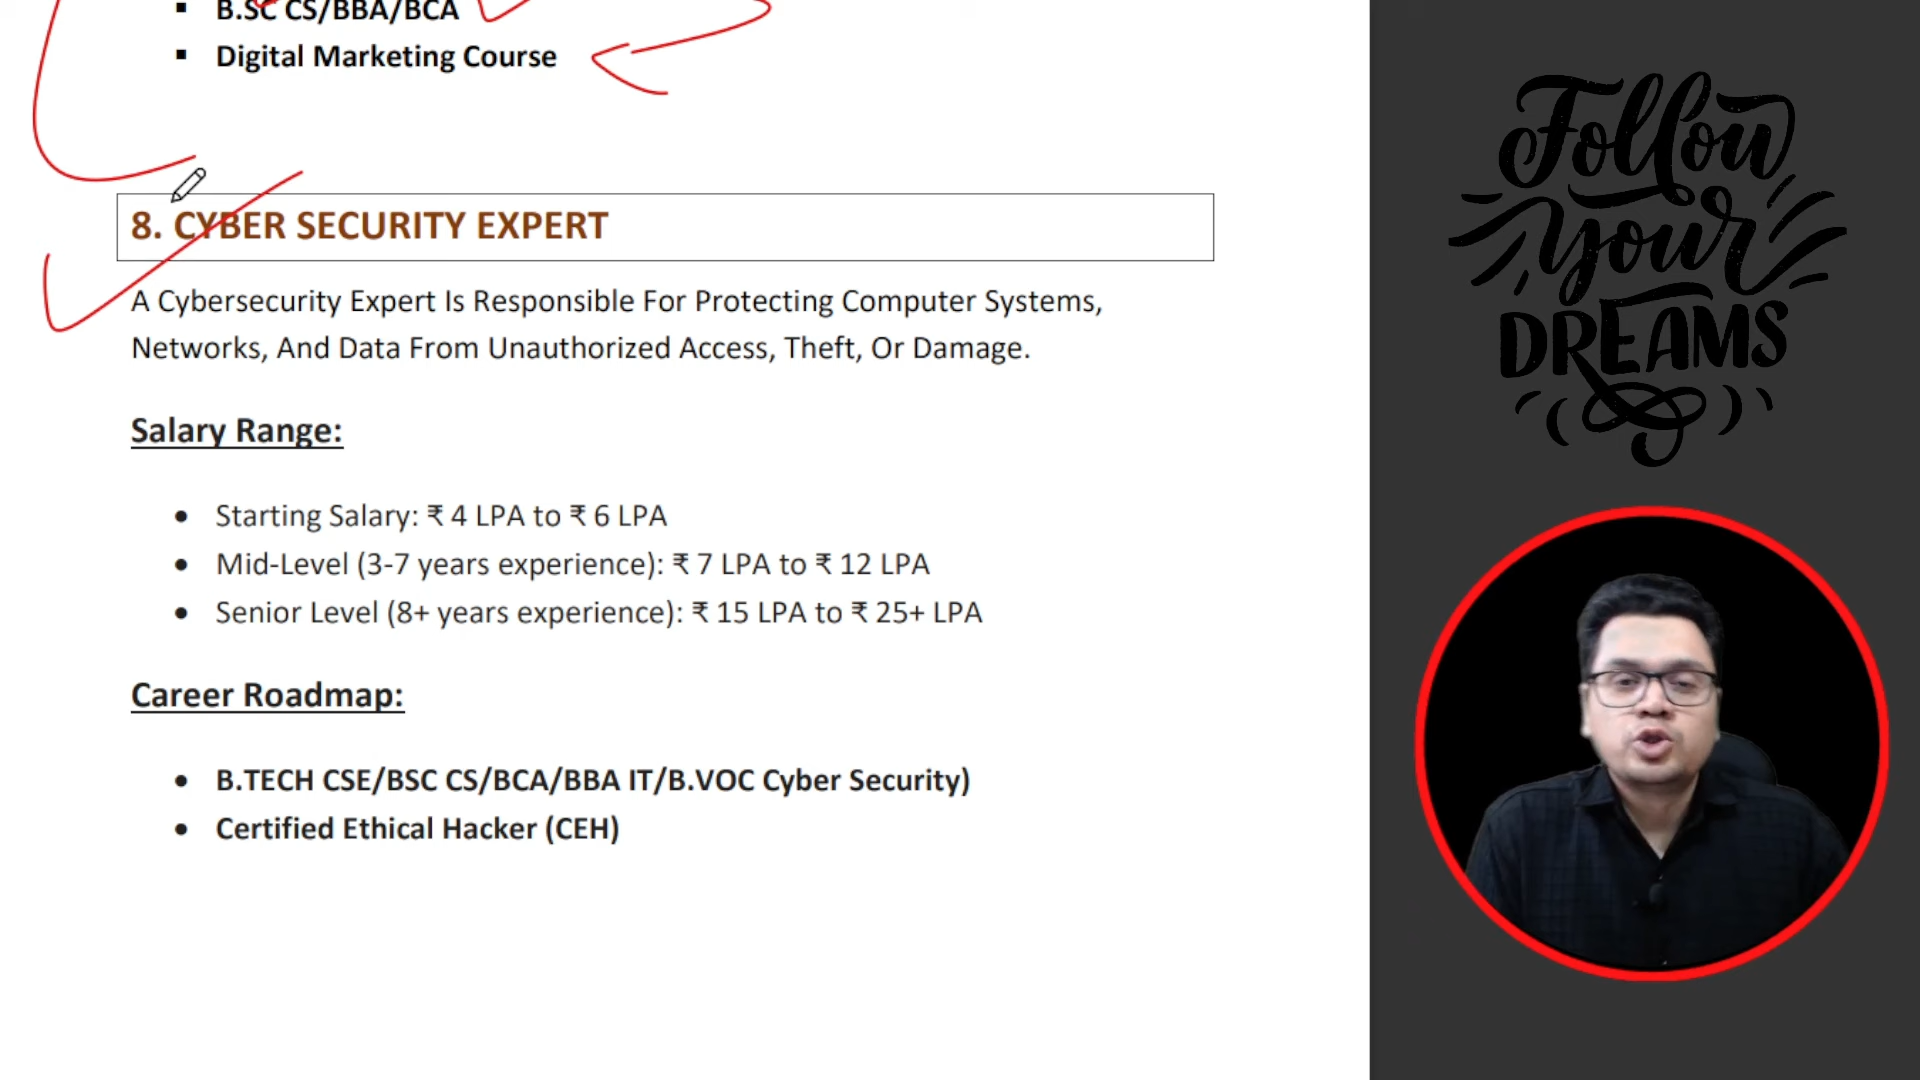 B.SC CS/BBA/BCA
Digital Marketing Course
8. CYBER SECURITY EXPERT
A Cybersecurity Expert Is Responsible For Protecting Computer Systems,
Networks, And Data From Unauthorized Access, Theft, Or Damage.
Salary Range:
Starting Salary: ₹ 4 LPA to ₹ 6 LPA
Mid-Level (3-7 years experience): ₹ 7 LPA to ₹ 12 LPA
Senior Level (8+ years experience): ₹ 15 LPA to ₹ 25+ LPA
Career Roadmap:
B.TECH CSE/BSC CS/BCA/BBA IT/B.VOC Cyber Security)
Certified Ethical Hacker (CEH)
Follow
Your
DREAMS